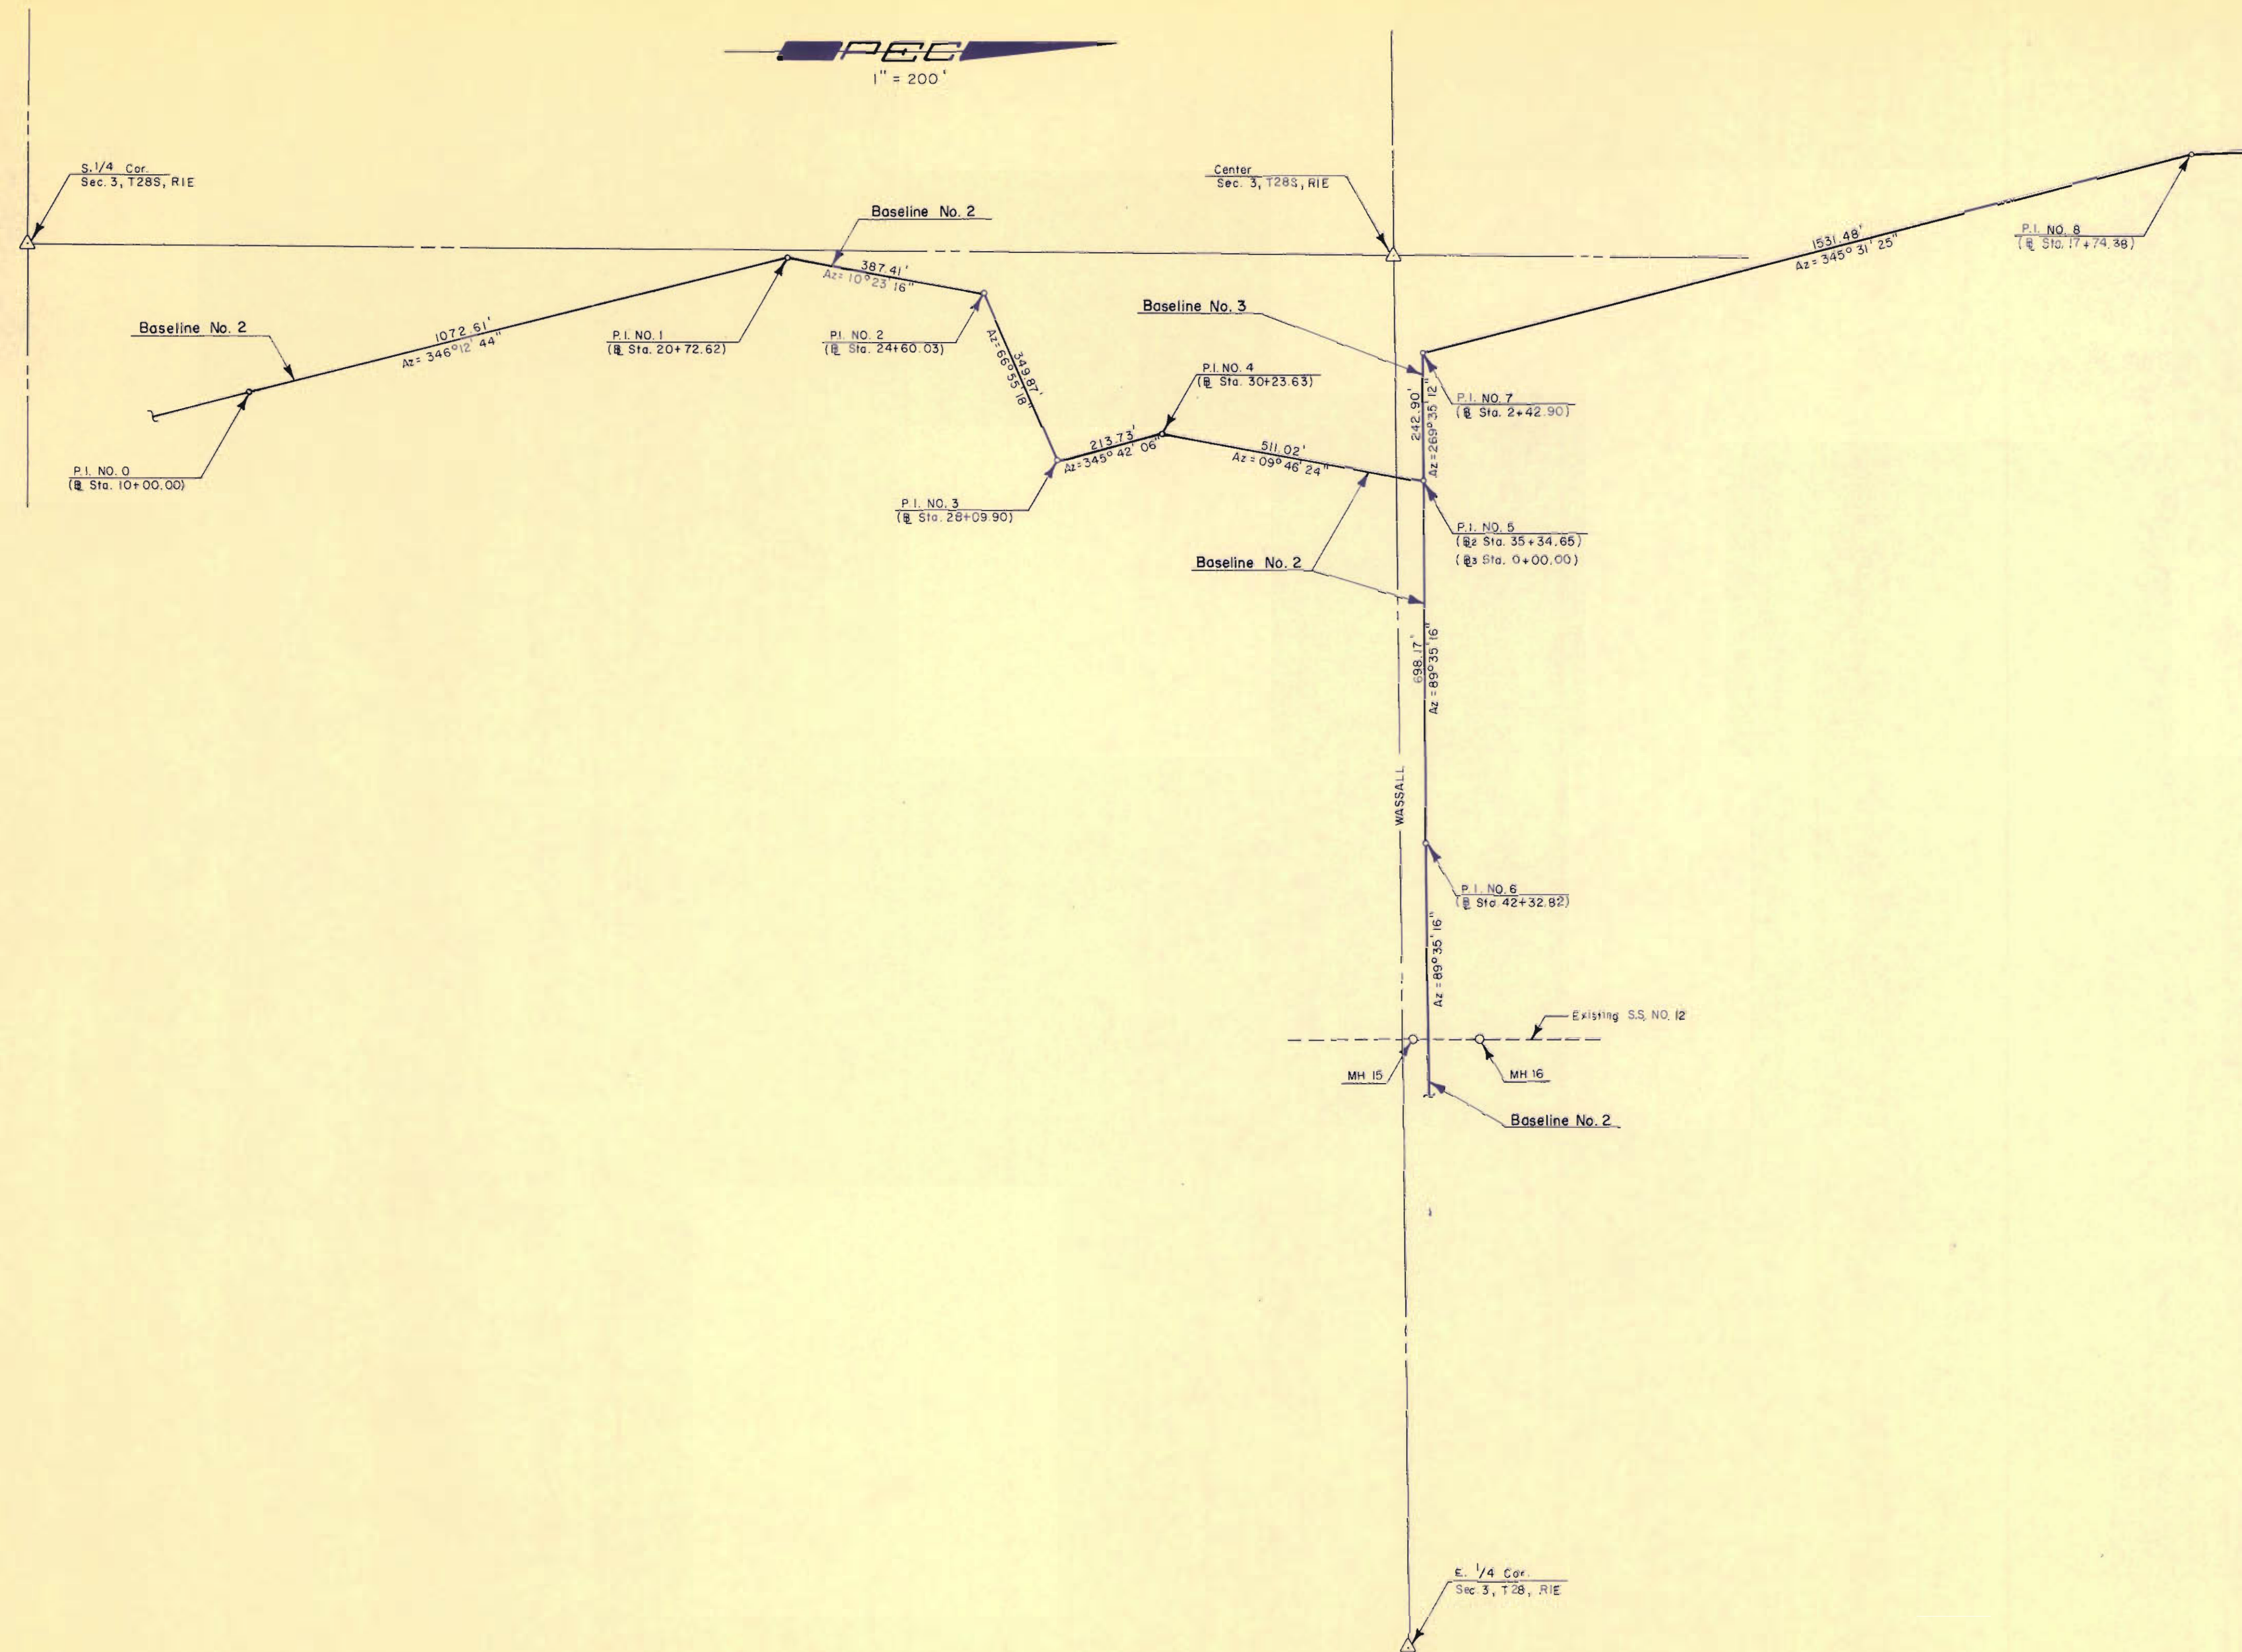 PEC
1" = 200'
S. 1/4 Cor.
Sec. 3, T28S, R1E
Center
Sec. 3, T28S, R1E
Baseline No. 2
387.41'
Az= 10° 23' 16"
1531.48'
Az = 345° 31' 25"
P.I. NO. 8
(℄ Sta. 17+74.38)
Baseline No. 2
1072.61'
Az= 346° 12' 44"
P.I. NO. 1
(℄ Sta. 20+72.62)
P.I. NO. 2
(℄ Sta. 24+60.03)
349.87'
Az= 66° 55' 18"
Baseline No. 3
P.I. NO. 4
(℄ Sta. 30+23.63)
242.90'
Az=269° 35' 12"
P.I. NO. 7
(℄ Sta. 2+42.90)
213.73'
Az=345° 42' 06"
511.02'
Az = 09° 46' 24"
P.I. NO. 0
(℄ Sta. 10+00.00)
P.I. NO. 3
(℄ Sta. 28+09.90)
P.I. NO. 5
(℄2 Sta. 35+34.65)
(℄3 Sta. 0+00.00)
Baseline No. 2
698.17'
Az = 89° 35' 16"
WASSALL
P.I. NO. 6
(℄ Sta. 42+32.82)
Az = 89° 35' 16"
Existing S.S. NO. 12
MH 15
MH 16
Baseline No. 2
E. 1/4 Cor.
Sec. 3, T28, R1E